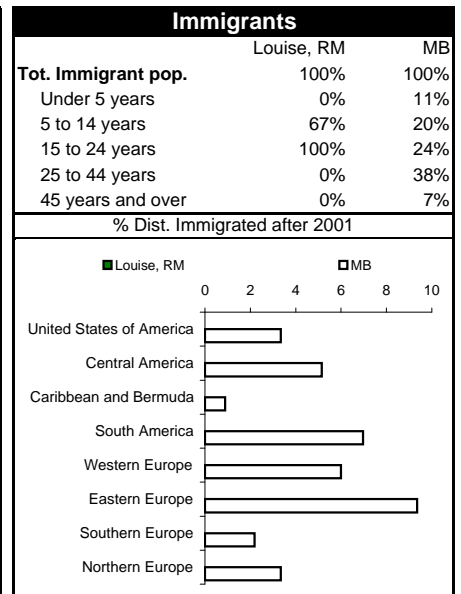 Immigrants
Louise, RM MB
Tot. Immigrant pop. 100% 100%
Under 5 years 0% 11%
5 to 14 years 67% 20%
15 to 24 years 100% 24%
25 to 44 years 0% 38%
45 years and over 0% 7%
% Dist. Immigrated after 2001
Louise, RM MB
0 2 4 6 8 10
United States of America
Central America
Caribbean and Bermuda
South America
Western Europe
Eastern Europe
Southern Europe
Northern Europe